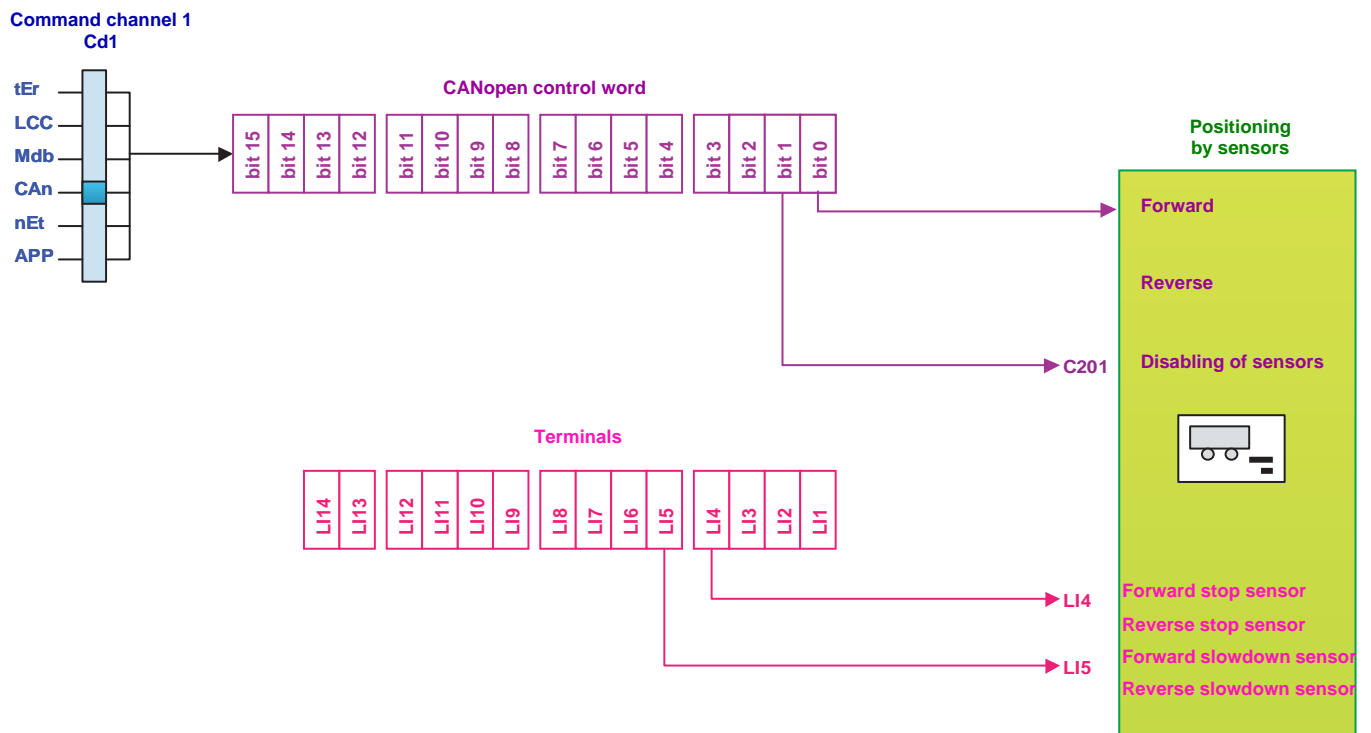 Command channel 1
Cd1
tEr
LCC
Mdb
CAn
nEt
APP
CANopen control word
bit 15
bit 14
bit 13
bit 12
bit 11
bit 10
bit 9
bit 8
bit 7
bit 6
bit 5
bit 4
bit 3
bit 2
bit 1
bit 0
Positioning
by sensors
Forward
Reverse
C201
Disabling of sensors
Terminals
LI14
LI13
LI12
LI11
LI10
LI9
LI8
LI7
LI6
LI5
LI4
LI3
LI2
LI1
LI4
Forward stop sensor
Reverse stop sensor
LI5
Forward slowdown sensor
Reverse slowdown sensor